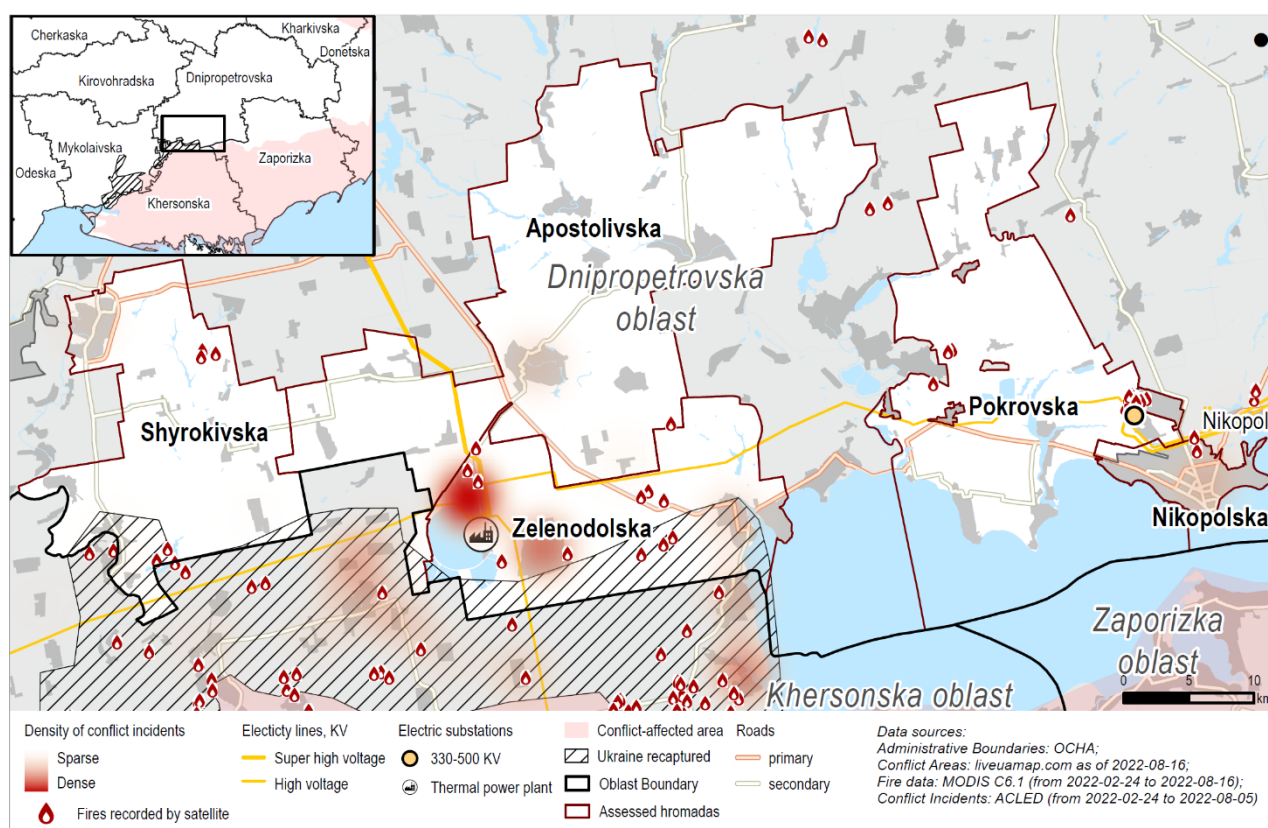 Cherkaska
Kharkivska
Donetska
Kirovohradska
Dnipropetrovska
Mykolaivska
Odeska
Zaporizka
Khersonska
Apostolivska
Dnipropetrovska
oblast
Shyrokivska
Pokrovska
Nikopol
Zelenodolska
Nikopolska
Zaporizka
oblast
Khersonska oblast
0 5 10
km
Density of conflict incidents
Sparse
Dense
Fires recorded by satellite
Electicty lines, KV
Super high voltage
High voltage
Electric substations
330-500 KV
Thermal power plant
Conflict-affected area
Ukraine recaptured
Oblast Boundary
Assessed hromadas
Roads
primary
secondary
Data sources:
Administrative Boundaries: OCHA;
Conflict Areas: liveuamap.com as of 2022-08-16;
Fire data: MODIS C6.1 (from 2022-02-24 to 2022-08-16);
Conflict Incidents: ACLED (from 2022-02-24 to 2022-08-05)